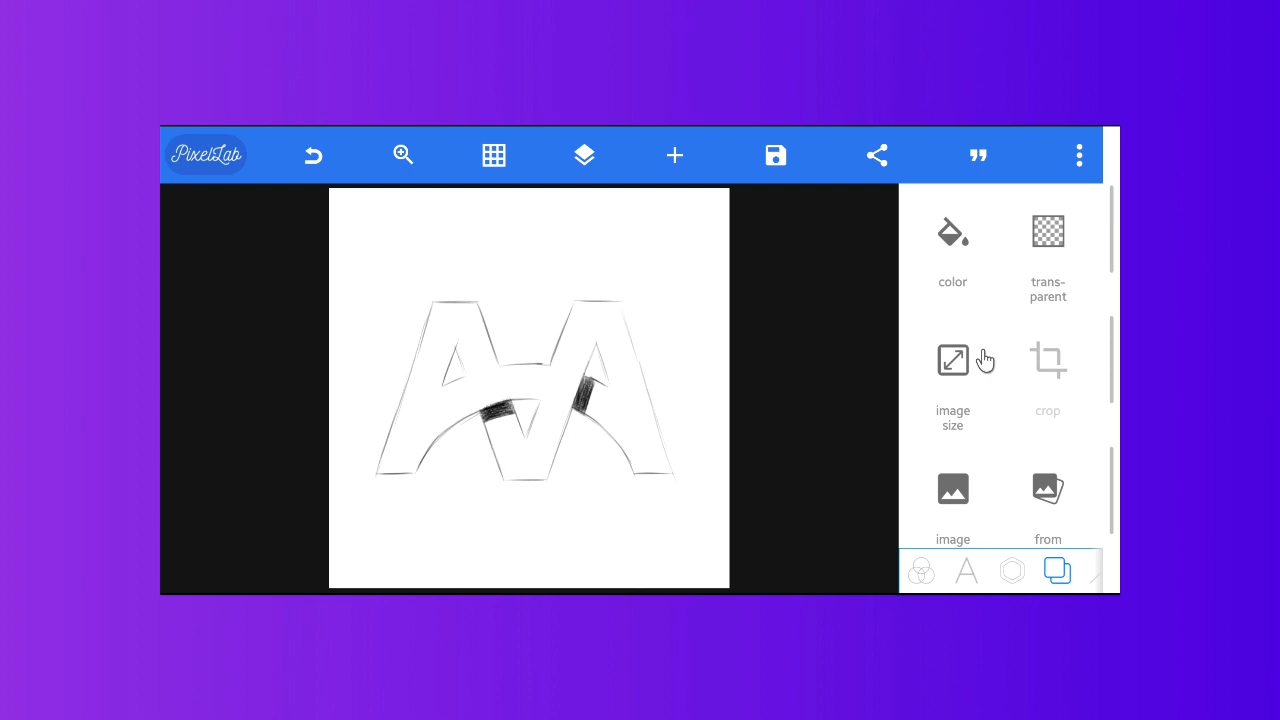 PixelLab
color
trans-
parent
image
size
crop
image
from